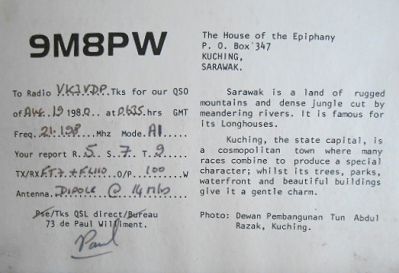 9M8PW
The House of the Epiphany
P. O. Box 347
KUCHING,
SARAWAK.
To Radio VK3VDP Tks for our QSO
of AUG. 19 1980.. at 0635 hrs GMT
Freq. 21.198 Mhz Mode. A1
Your report R. 5 S. 7 T. 9
TX/RX FT7 + FL110 O/P... 100 W
Antenna. DIPOLE @ 14 Mtrs
Pse/Tks QSL direct/Bureau
73 de Paul Williment.
Paul
Sarawak is a land of rugged
mountains and dense jungle cut by
meandering rivers. It is famous for
its Longhouses.
Kuching, the state capital, is
a cosmopolitan town where many
races combine to produce a special
character; whilst its trees, parks,
waterfront and beautiful buildings
give it a gentle charm.
Photo: Dewan Pembangunan Tun Abdul
Razak, Kuching.